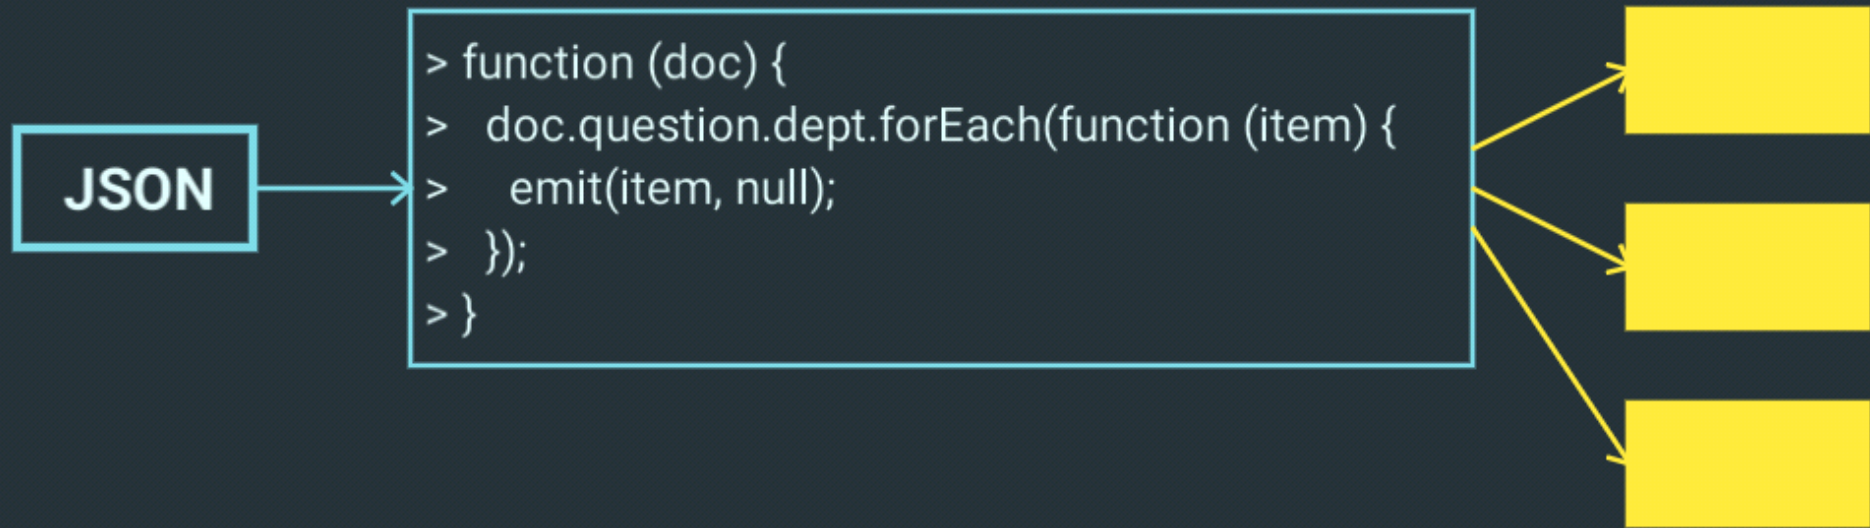 JSON
> function (doc) {
>   doc.question.dept.forEach(function (item) {
>     emit(item, null);
>   });
> }